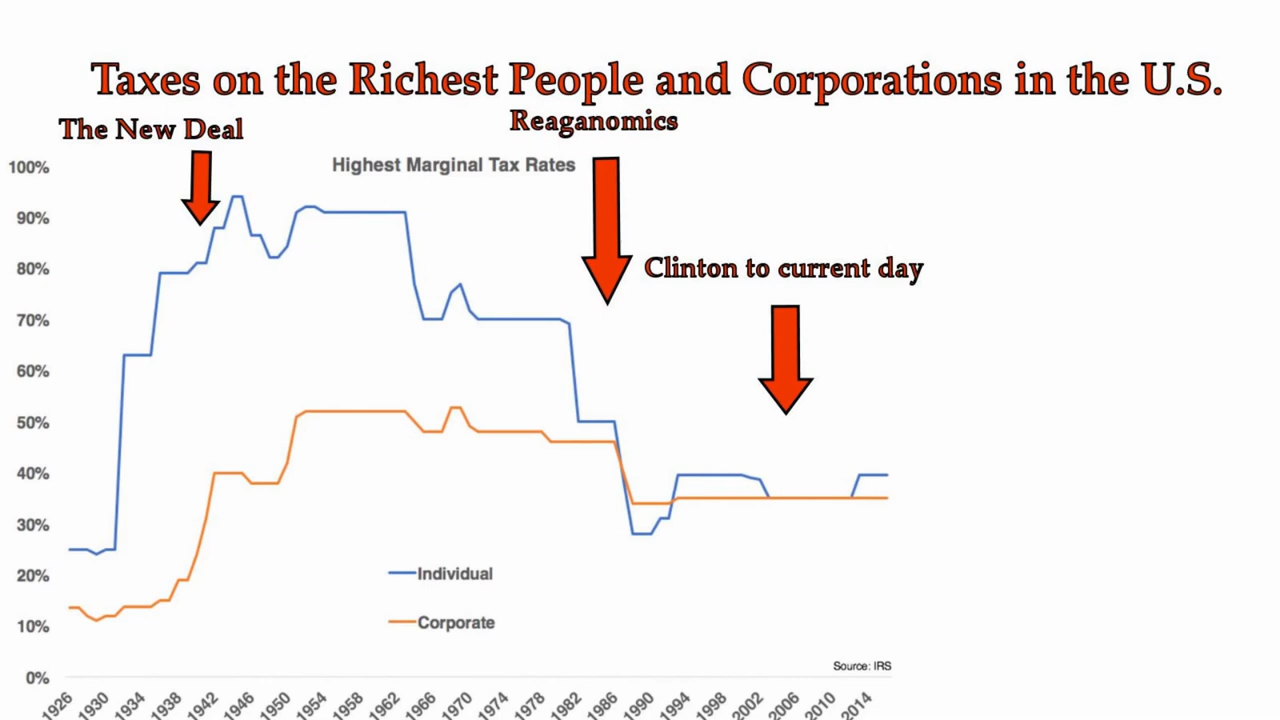 Taxes on the Richest People and Corporations in the U.S.
The New Deal
Reaganomics
Highest Marginal Tax Rates
Clinton to current day
100%
90%
80%
70%
60%
50%
40%
30%
20%
10%
0%
Individual
Corporate
Source: IRS
1926 1930 1934 1938 1942 1946 1950 1954 1958 1962 1966 1970 1974 1978 1982 1986 1990 1994 1998 2002 2006 2010 2014